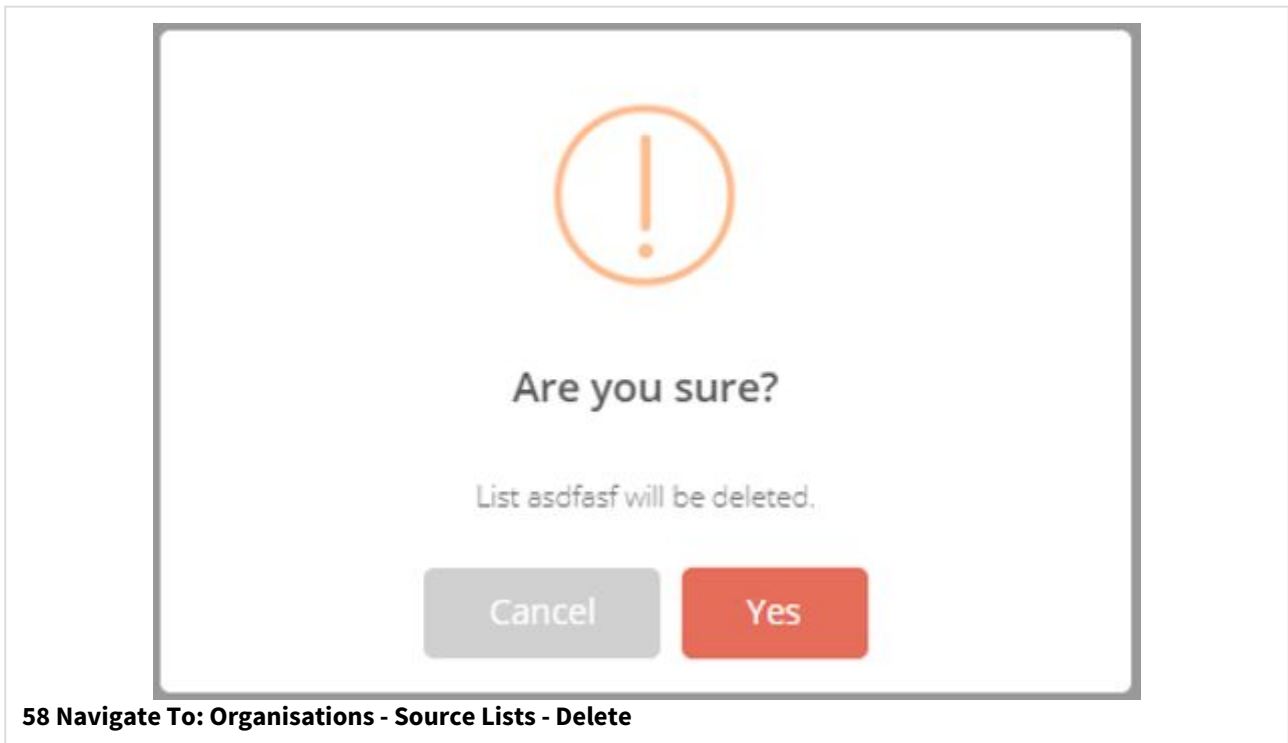 Are you sure?
List asdfasf will be deleted.
Cancel Yes
58 Navigate To: Organisations - Source Lists - Delete